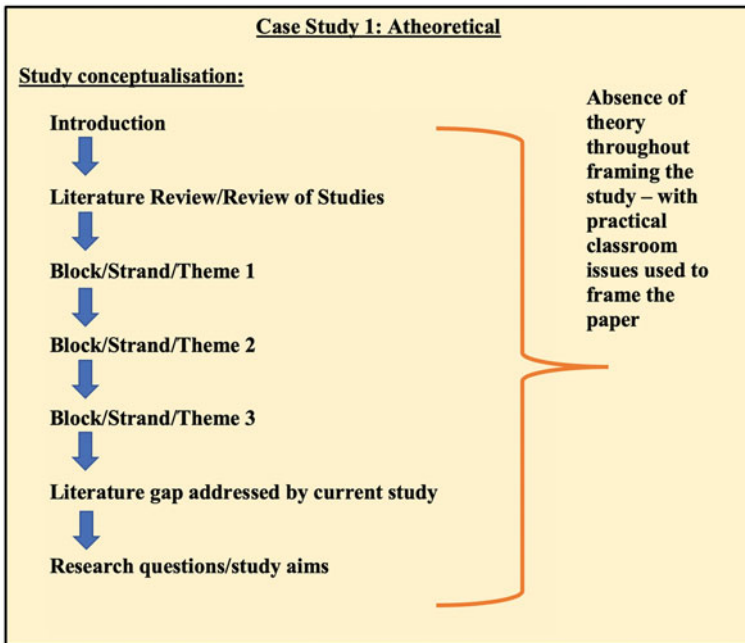 Case Study 1: Atheoretical
Study conceptualisation:
Introduction
Literature Review/Review of Studies
Block/Strand/Theme 1
Block/Strand/Theme 2
Block/Strand/Theme 3
Literature gap addressed by current study
Research questions/study aims
Absence of
theory
throughout
framing the
study – with
practical
classroom
issues used to
frame the
paper